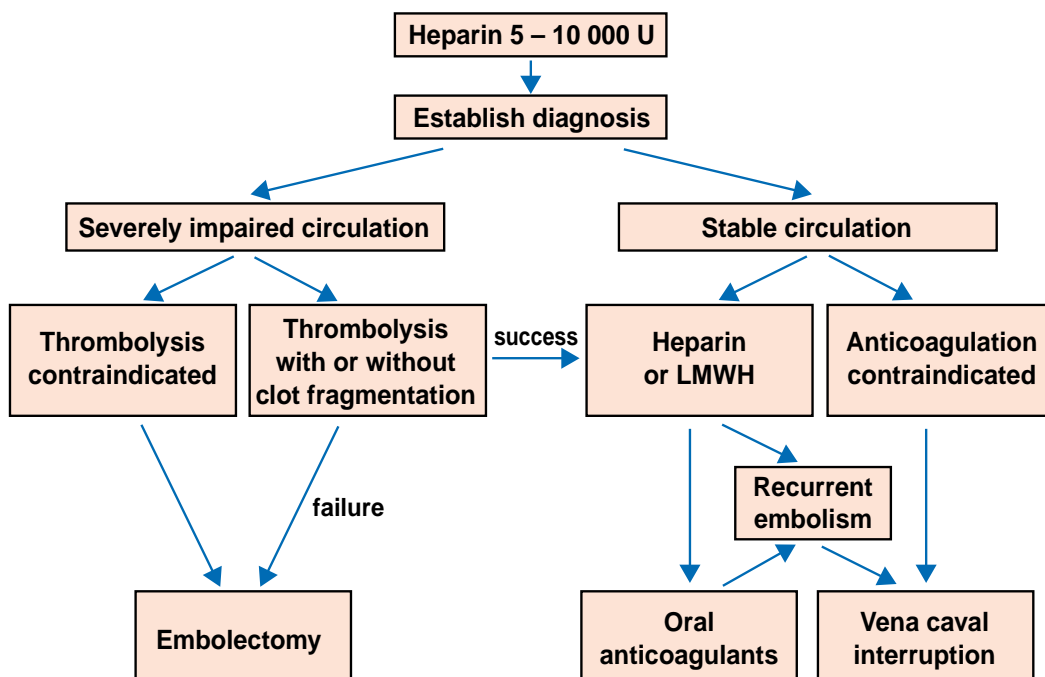 Heparin 5 – 10 000 U
Establish diagnosis
Severely impaired circulation
Stable circulation
Thrombolysis
contraindicated
Thrombolysis
with or without
clot fragmentation
success
Heparin
or LMWH
Anticoagulation
contraindicated
Recurrent
embolism
failure
Embolectomy
Oral
anticoagulants
Vena caval
interruption